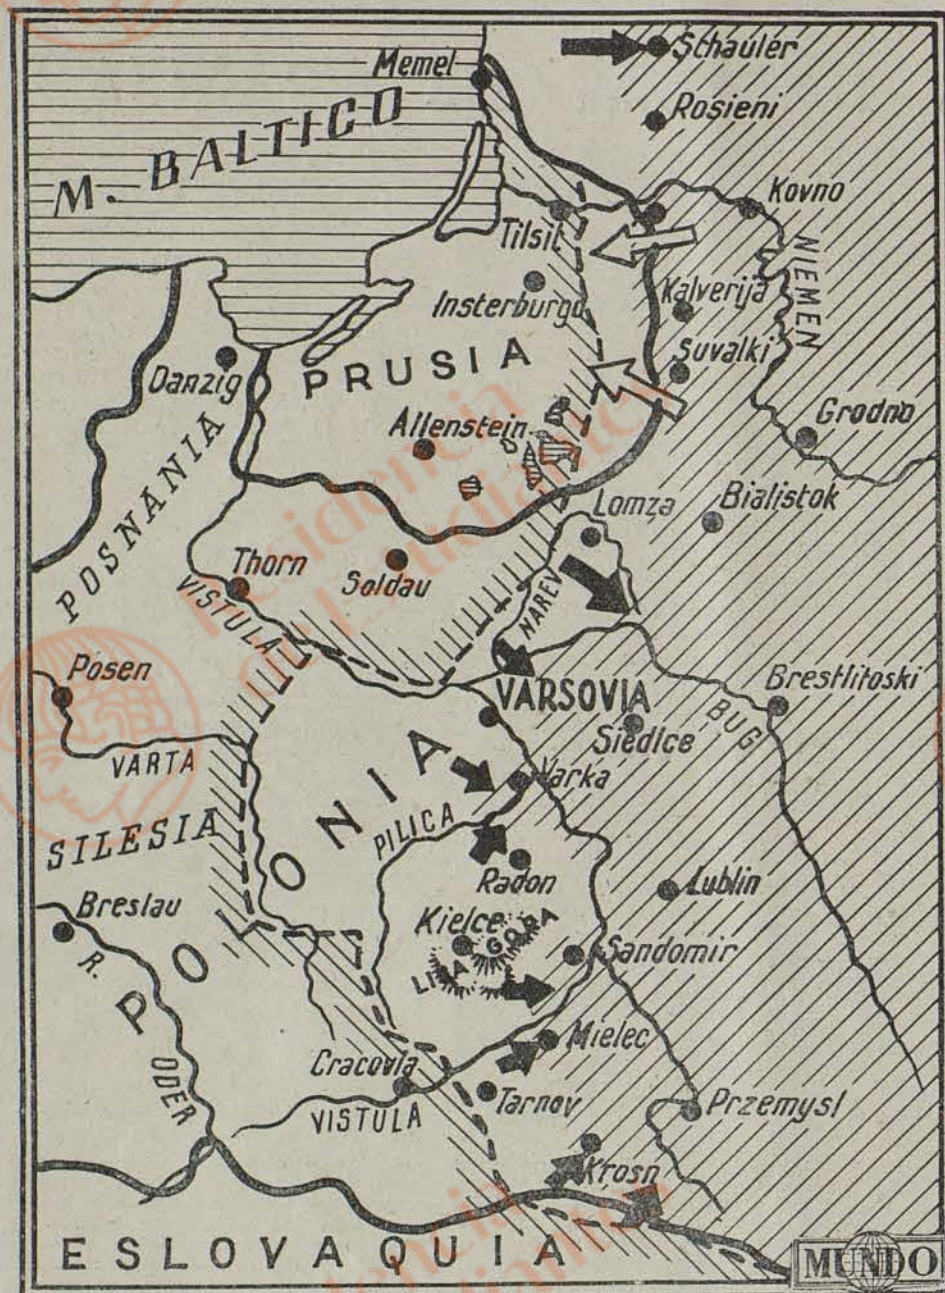 Schauler
Memel
Rosieni
M. BALTICO
Kovno
Tilsit
NIEMEN
Insterburgo
Kalverija
Suvalki
PRUSIA
Danzig
Grodno
Allenstein
POSNANIA
Lomza
Bialistok
Thorn
Soldau
VISTULA
NAREV
Posen
VARSOVIA
Brestlitoski
BUG
Siedlce
VARTA
Varka
PILICA
SILESIA
Radon
Lublin
Breslau
Kielce
LISA GORA
Sandomir
POLONIA
R. ODER
Mielec
Cracovia
Tarnov
Przemysl
VISTULA
Krosn
ESLOVAQUIA
MUNDO